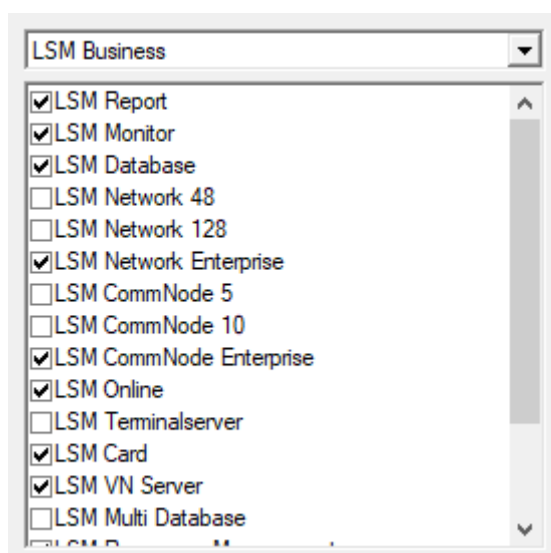 LSM Business
LSM Report
LSM Monitor
LSM Database
LSM Network 48
LSM Network 128
LSM Network Enterprise
LSM CommNode 5
LSM CommNode 10
LSM CommNode Enterprise
LSM Online
LSM Terminalserver
LSM Card
LSM VN Server
LSM Multi Database